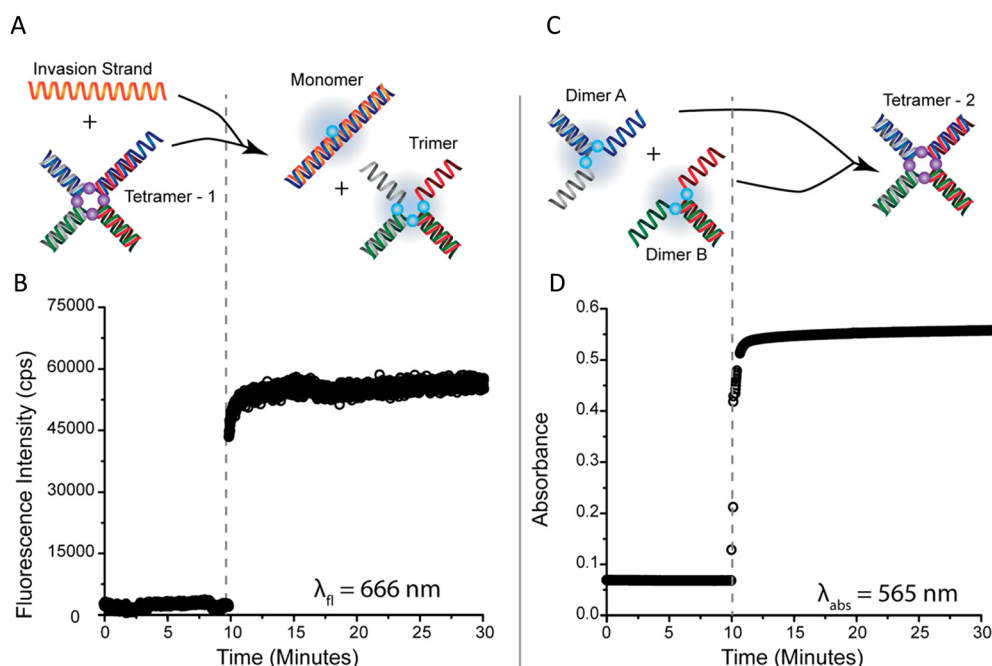 A
Invasion Strand
+
Tetramer - 1
Monomer
+
Trimer
B
75000
60000
45000
30000
15000
0
Fluorescence Intensity (cps)
λfl = 666 nm
0 5 10 15 20 25 30
Time (Minutes)
C
Dimer A
+
Dimer B
Tetramer - 2
D
0.6
0.5
0.4
0.3
0.2
0.1
0.0
Absorbance
λabs = 565 nm
0 5 10 15 20 25 30
Time (Minutes)